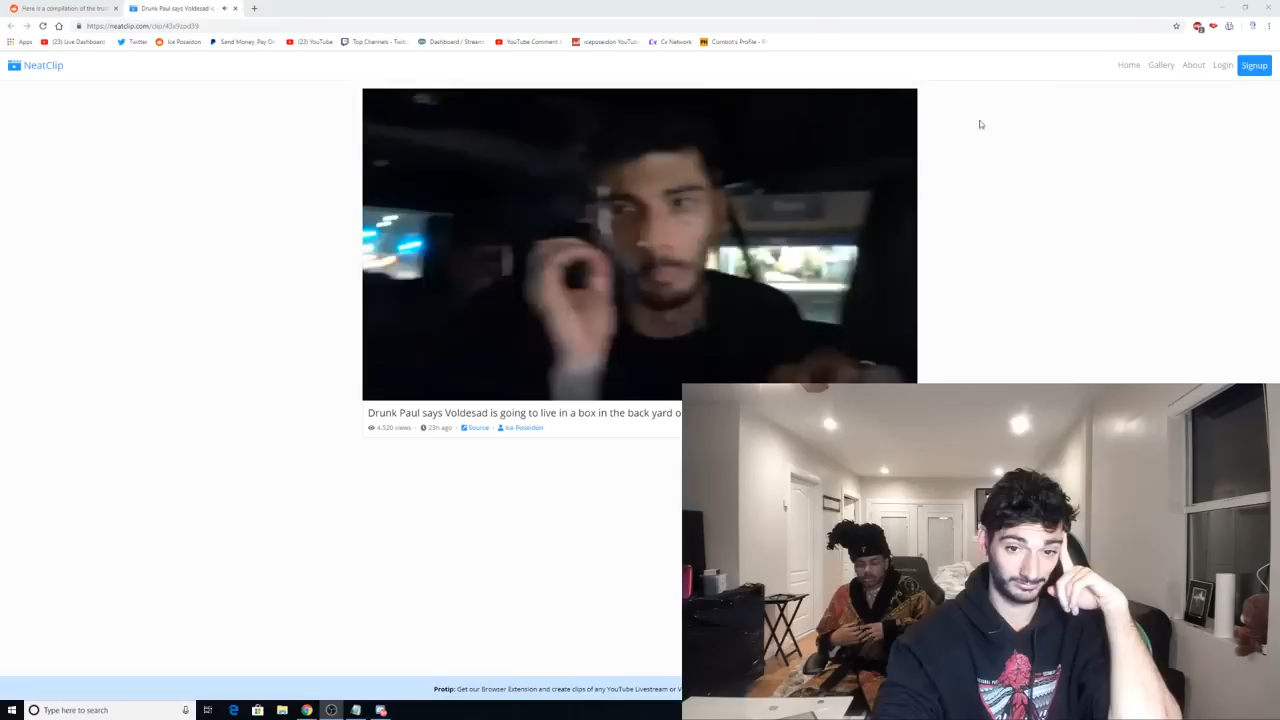 Here is a compilation of the trut
Drunk Paul says Voldesad is
https://neatclip.com/clip/43x9zod39
Apps
(23) Live Dashboard
Twitter
Ice Poseidon
Send Money, Pay On
(23) YouTube
Top Channels - Twitc
Dashboard / Stream
YouTube Comment
iceposeidon YouTub
Cx Network
Combot's Profile - P
NeatClip
Home
Gallery
About
Login
Signup
Drunk Paul says Voldesad is going to live in a box in the back yard o
4,520 views
23h ago
Source
Ice Poseidon
Protip: Get our Browser Extension and create clips of any YouTube Livestream or V
Type here to search